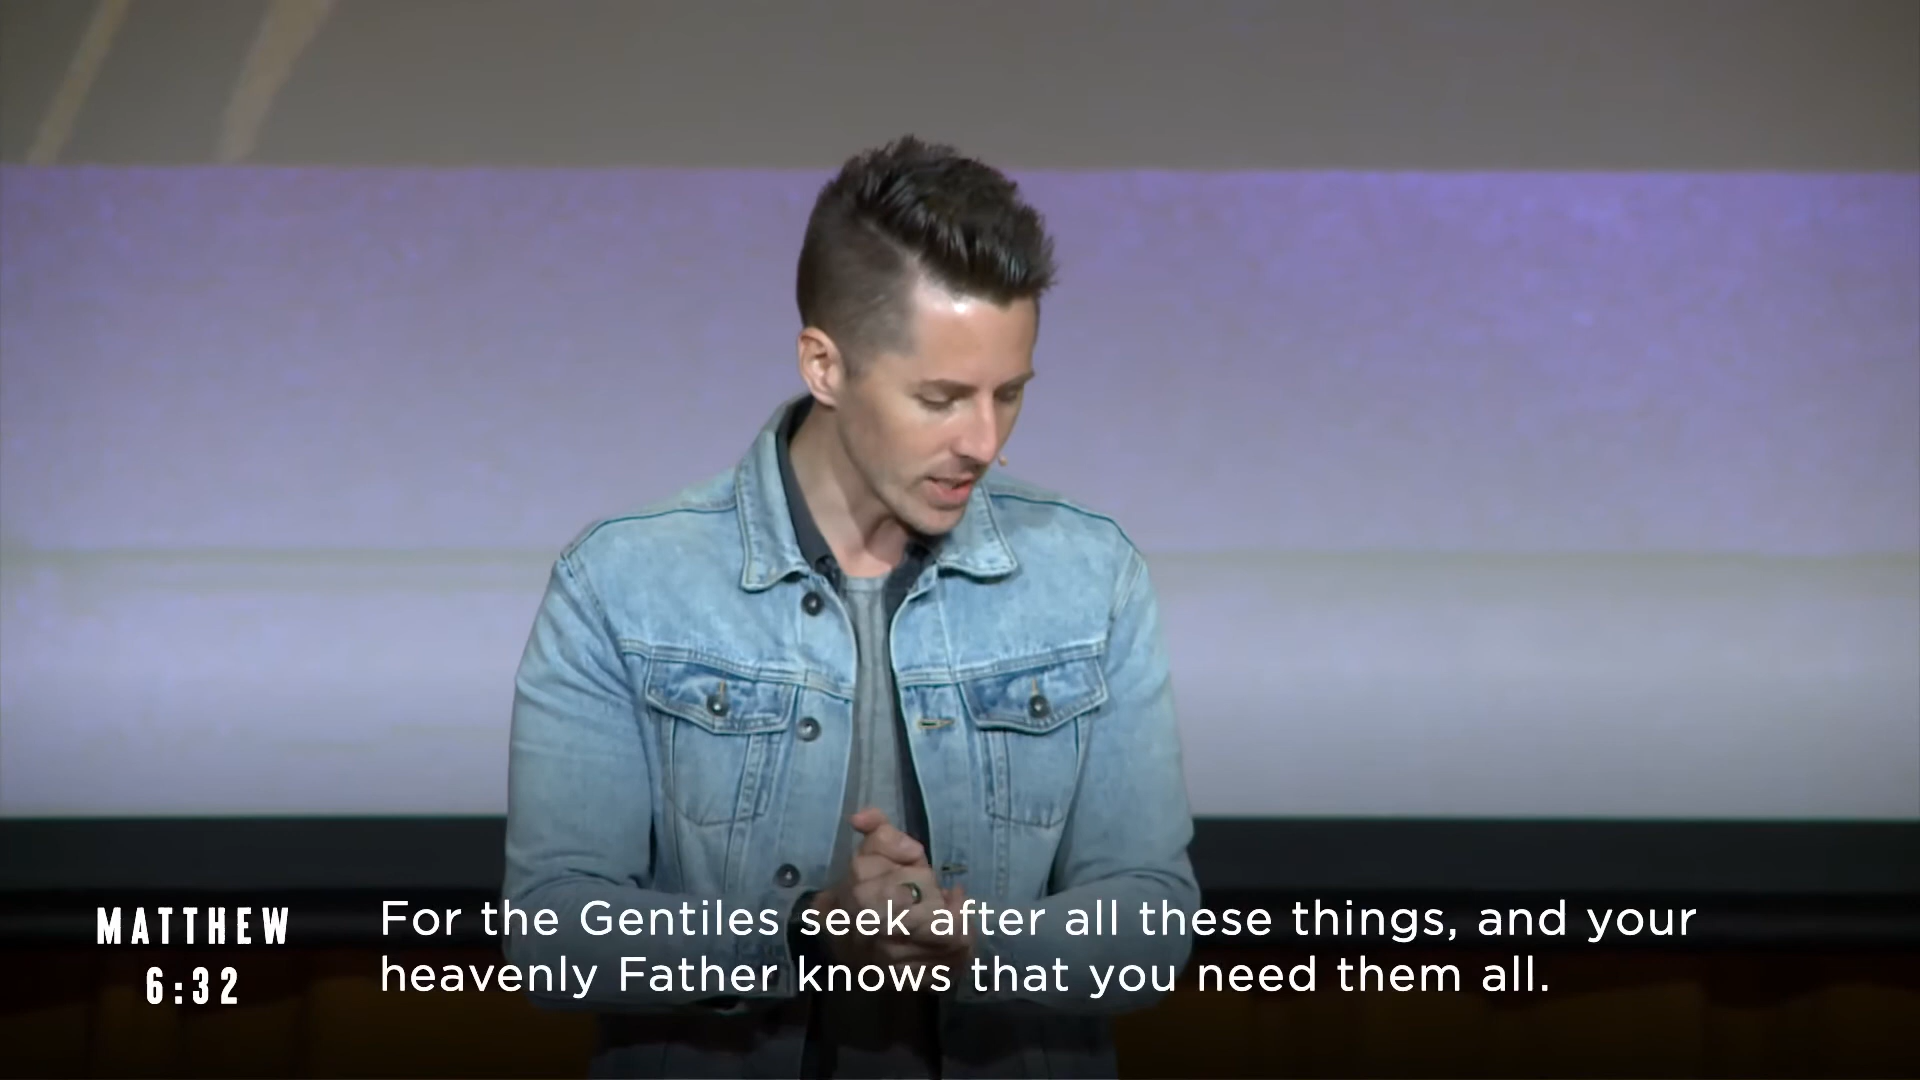 MATTHEW
6:32
For the Gentiles seek after all these things, and your
heavenly Father knows that you need them all.